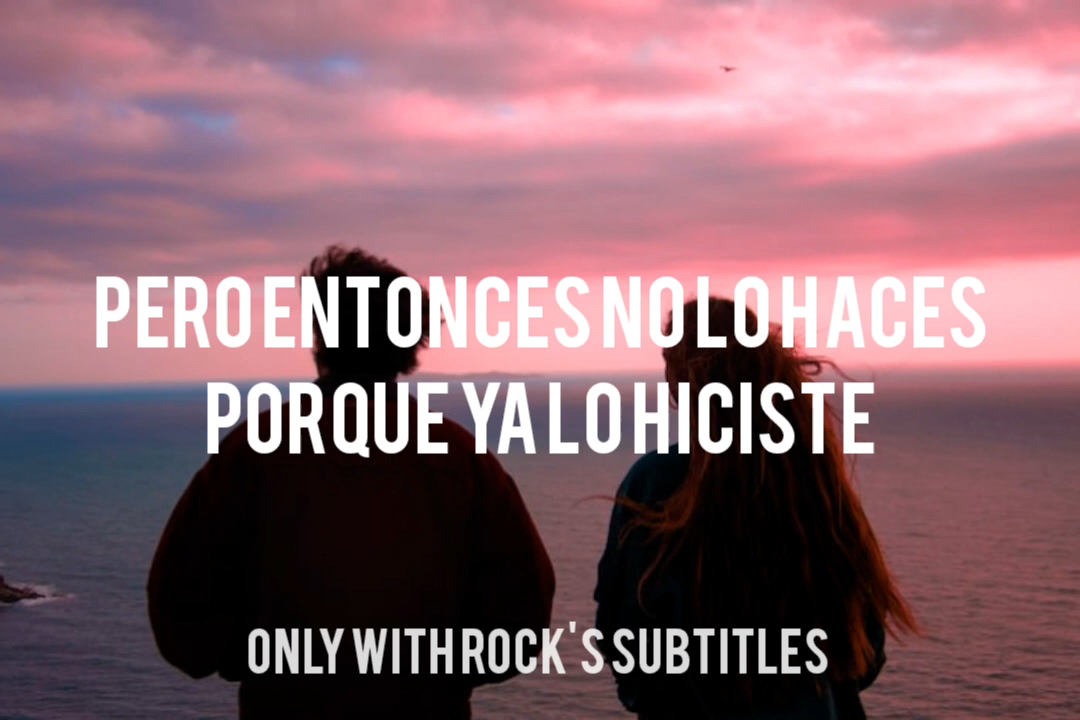 PERO ENTONCES NO LO HACES
PORQUE YA LO HICISTE
ONLY WITH ROCK'S SUBTITLES